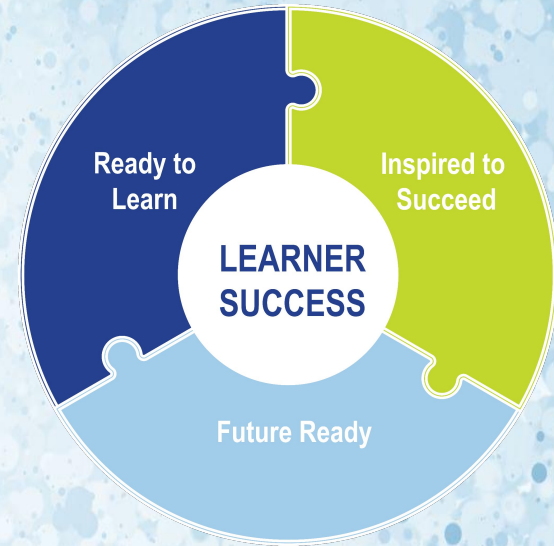 Ready to
Learn
Inspired to
Succeed
LEARNER
SUCCESS
Future Ready